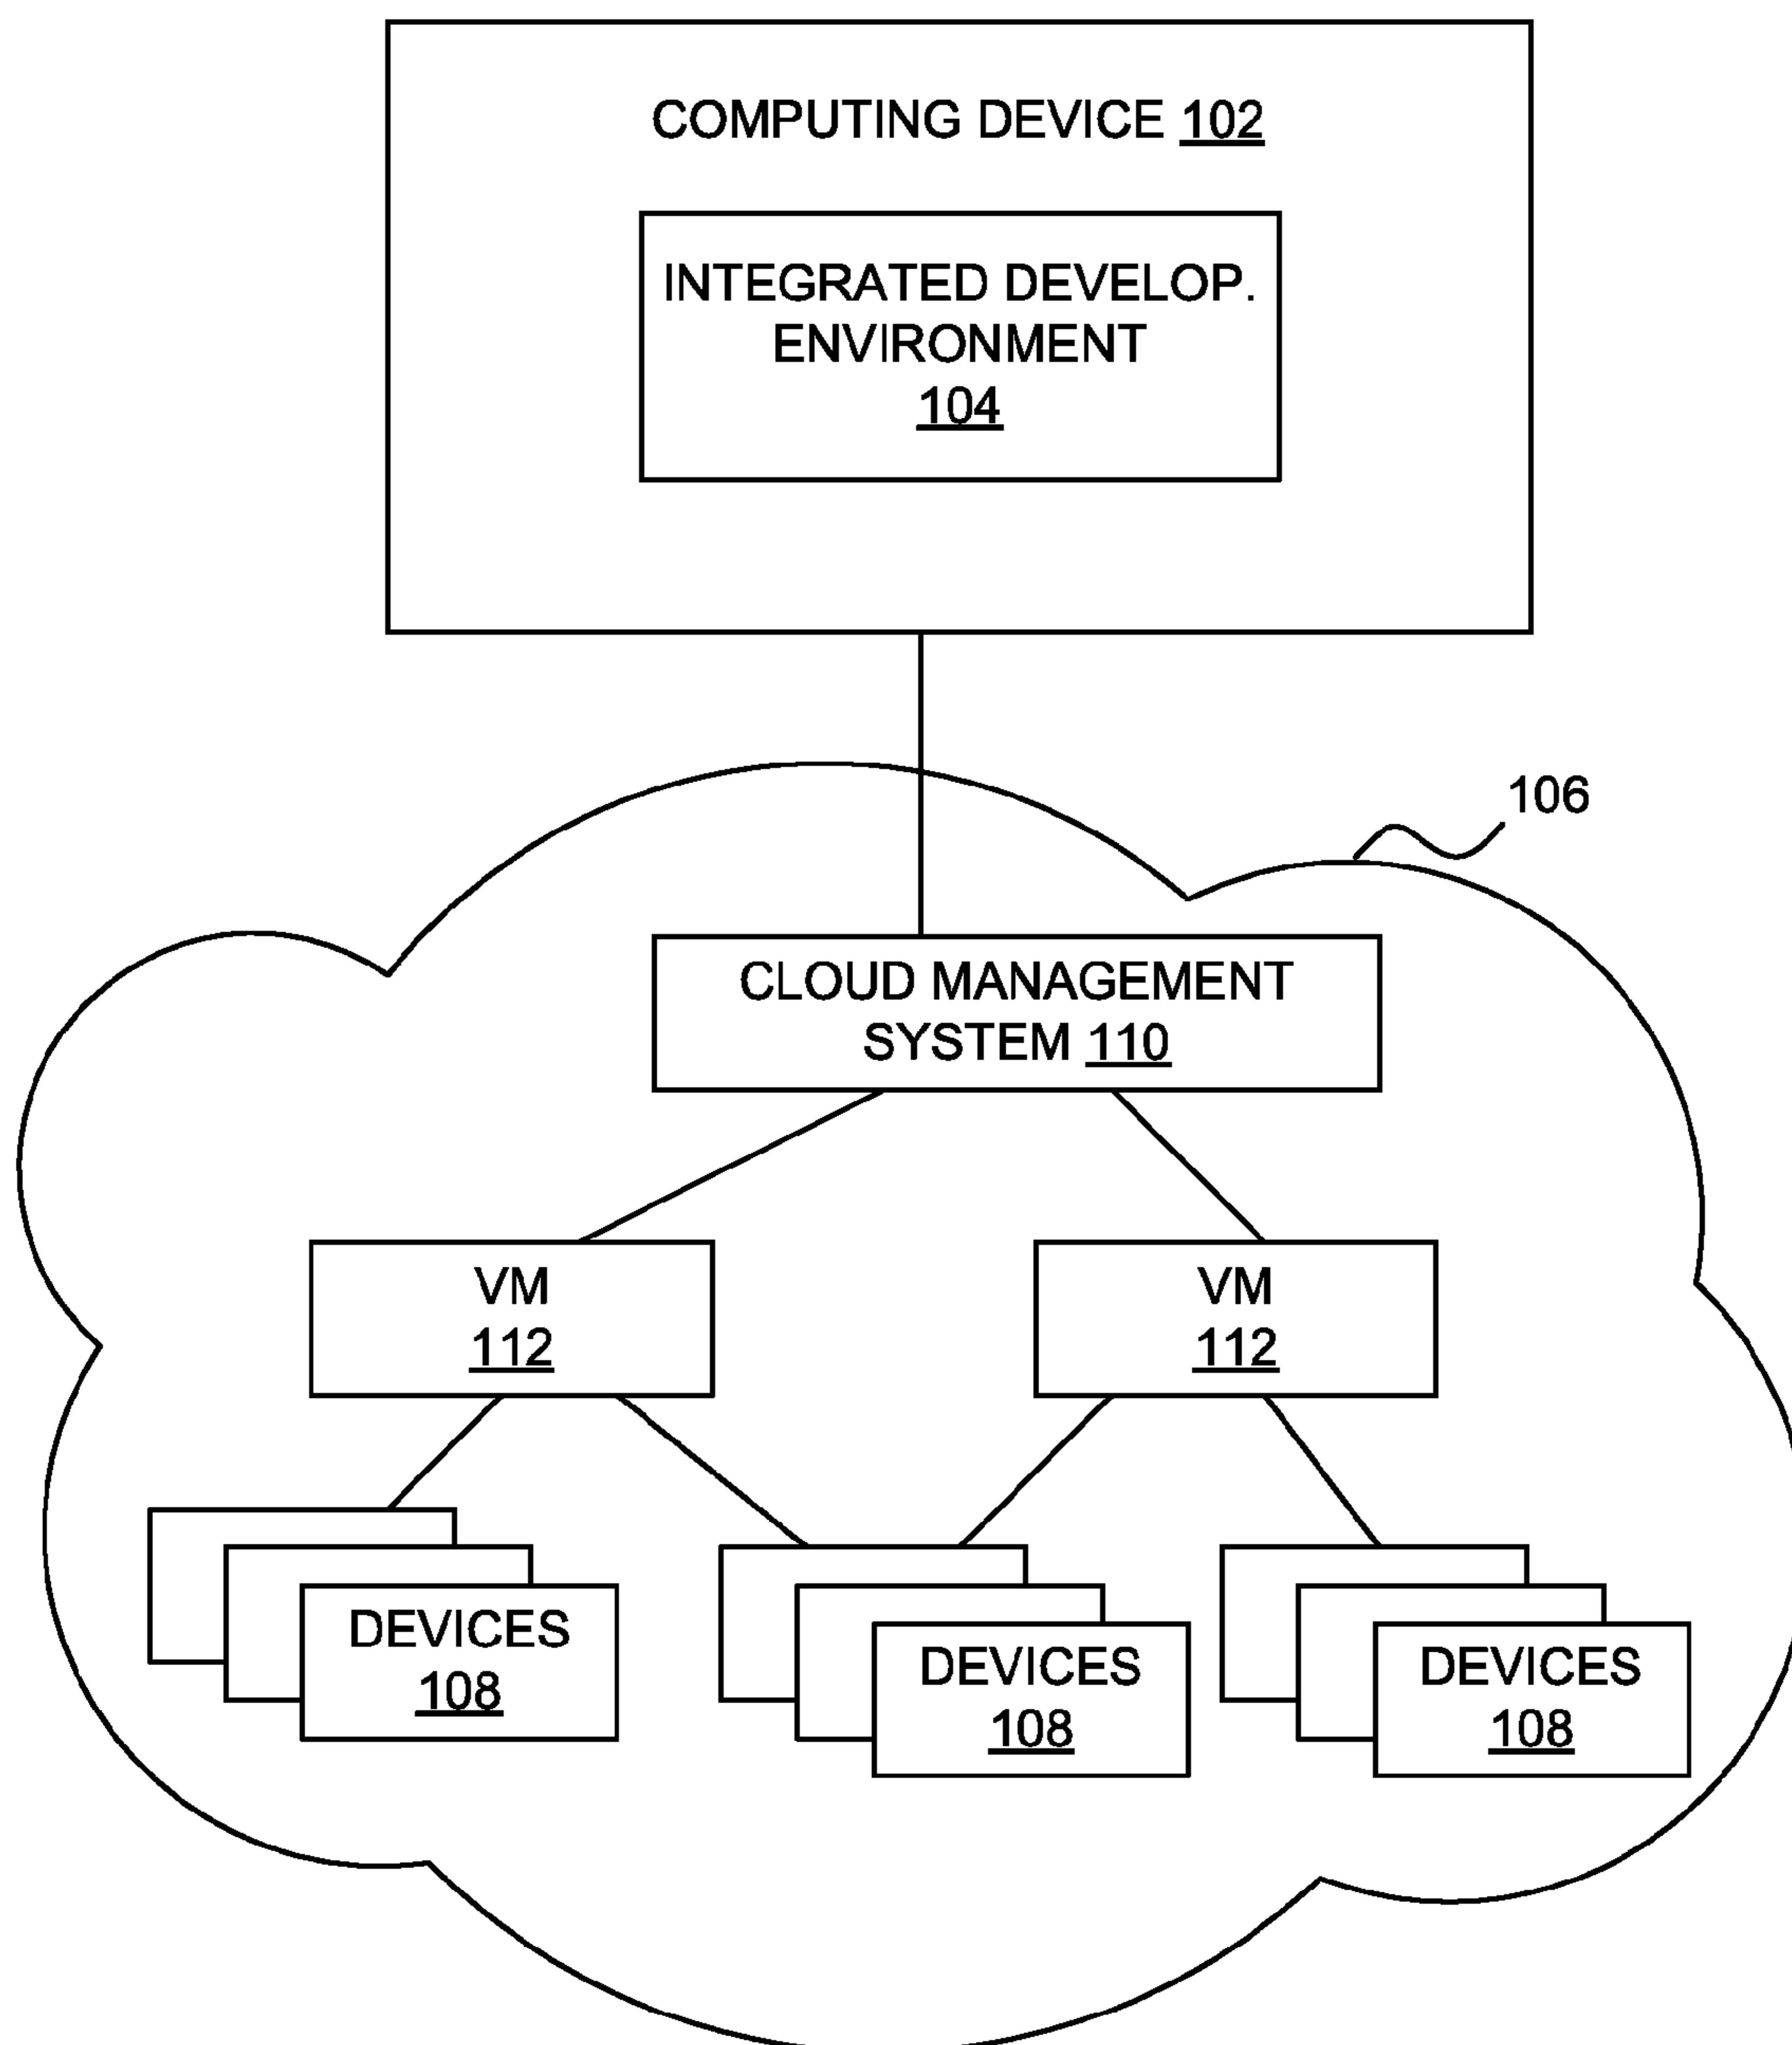 COMPUTING DEVICE 102
INTEGRATED DEVELOP.
ENVIRONMENT
104
106
CLOUD MANAGEMENT
SYSTEM 110
VM
112
VM
112
DEVICES
108
DEVICES
108
DEVICES
108